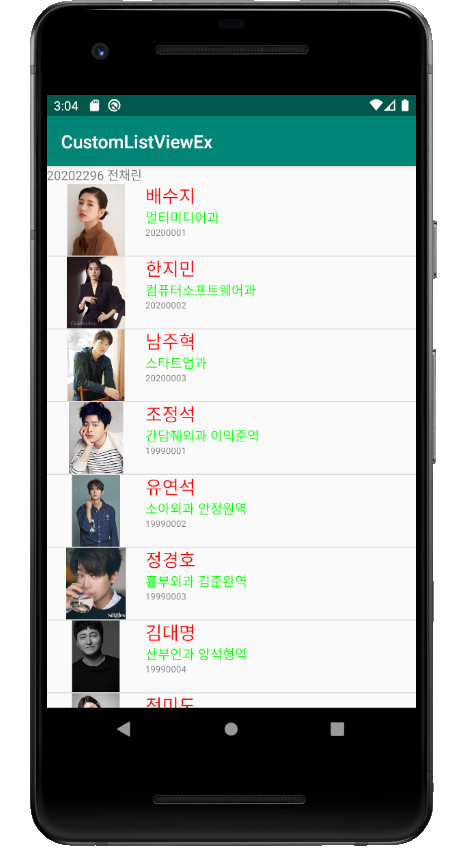 3:04
CustomListViewEx
20202296 전채린
배수지
멀티미디어과
20200001
한지민
컴퓨터소프트웨어과
20200002
남주혁
스타트업과
20200003
조정석
간담췌외과 이익준역
19990001
유연석
소아외과 안정원역
19990002
정경호
흉부외과 김준완역
19990003
김대명
산부인과 양석형역
19990004
전미도